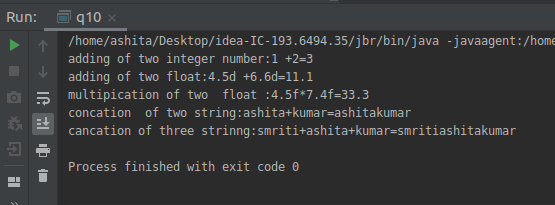 Run: q10 ×
/home/ashita/Desktop/idea-IC-193.6494.35/jbr/bin/java -javaagent:/home
adding of two integer number:1 +2=3
adding of two float:4.5d +6.6d=11.1
multipication of two  float :4.5f*7.4f=33.3
concation  of two string:ashita+kumar=ashitakumar
cancation of three strinng:smriti+ashita+kumar=smritiashitakumar
Process finished with exit code 0